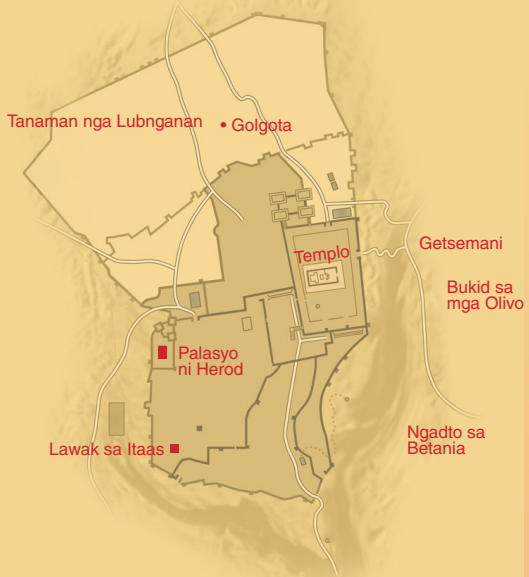 Tanaman nga Lubnganan
Golgota
Templo
Getsemani
Bukid sa
mga Olivo
Palasyo
ni Herod
Lawak sa Itaas
Ngadto sa
Betania